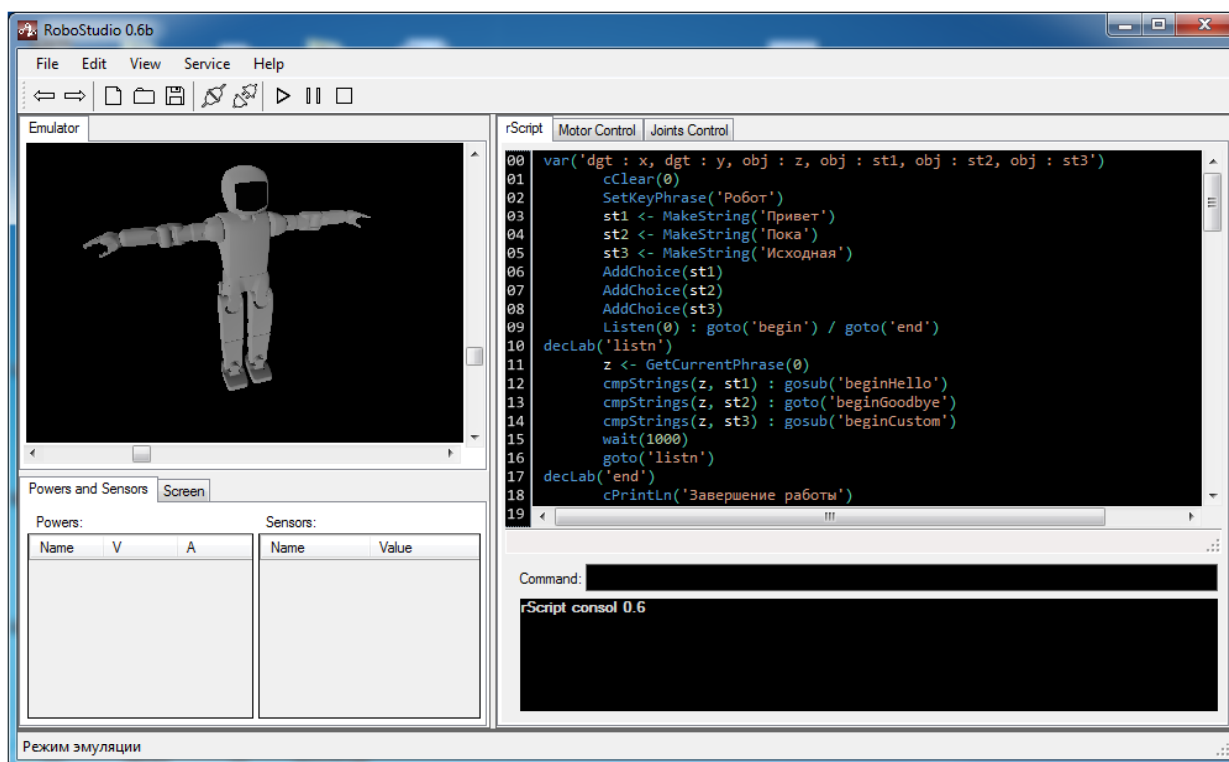 RoboStudio 0.6b
File Edit View Service Help
Emulator
rScript Motor Control Joints Control
00 var('dgt : x, dgt : y, obj : z, obj : st1, obj : st2, obj : st3')
01 cClear(0)
02 SetKeyPhrase('Робот')
03 st1 <- MakeString('Привет')
04 st2 <- MakeString('Пока')
05 st3 <- MakeString('Исходная')
06 AddChoice(st1)
07 AddChoice(st2)
08 AddChoice(st3)
09 Listen(0) : goto('begin') / goto('end')
10 decLab('listn')
11 z <- GetCurrentPhrase(0)
12 cmpStrings(z, st1) : gosub('beginHello')
13 cmpStrings(z, st2) : goto('beginGoodbye')
14 cmpStrings(z, st3) : gosub('beginCustom')
15 wait(1000)
16 goto('listn')
17 decLab('end')
18 cPrintLn('Завершение работы')
19
Powers and Sensors Screen
Powers: Sensors:
Name V A Name Value
Command:
rScript consol 0.6
Режим эмуляции